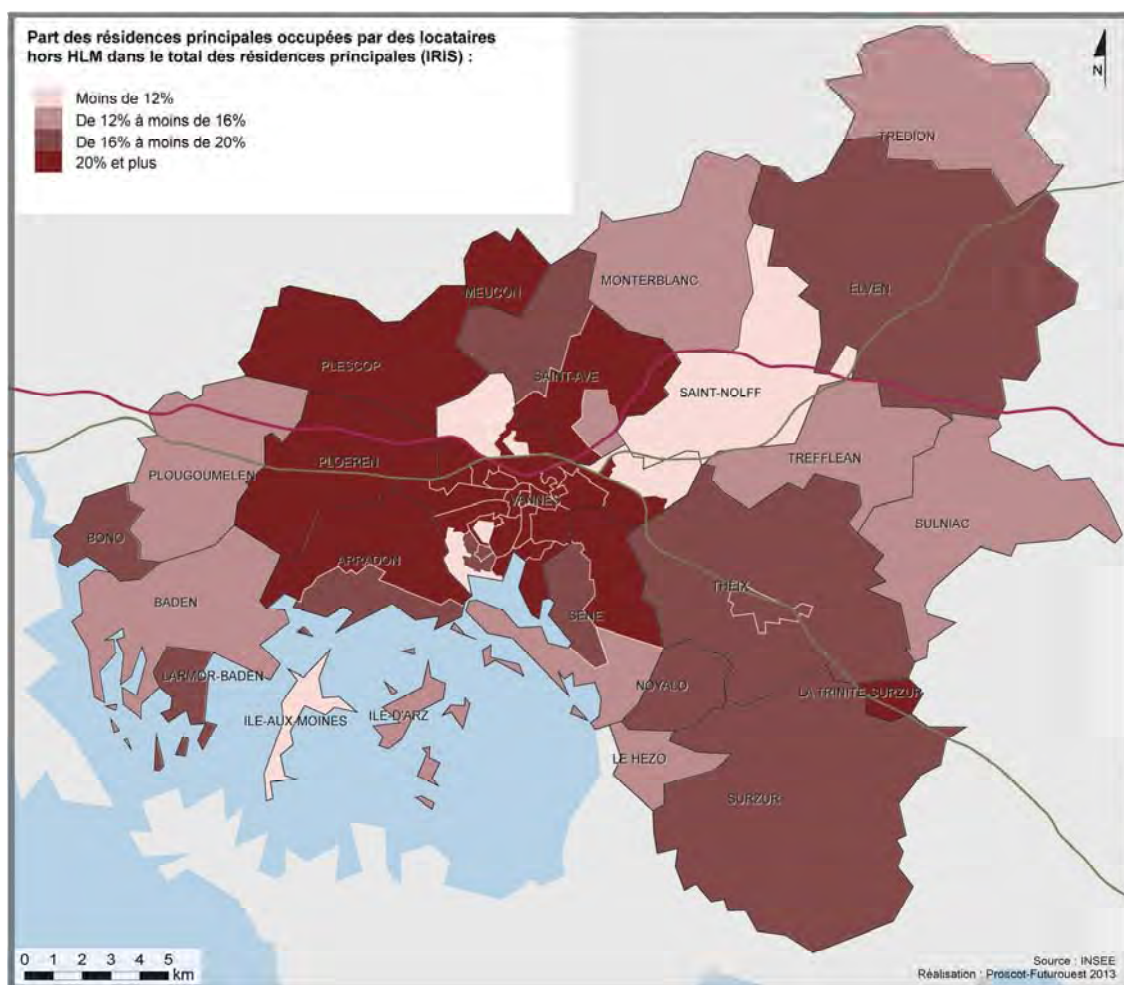 Part des résidences principales occupées par des locataires
hors HLM dans le total des résidences principales (IRIS) :
Moins de 12%
De 12% à moins de 16%
De 16% à moins de 20%
20% et plus
N
TREDION
MONTERBLANC
ELVEN
MEUCON
PLESCOP
SAINT-AVE
SAINT-NOLFF
PLOEREN
TREFFLEAN
PLOUGOUMELEN
VANNES
SULNIAC
BONO
ARRADON
THEIX
BADEN
SENE
LARMOR-BADEN
NOYALO
LA TRINITE-SURZUR
ILE-AUX-MOINES
ILE-D'ARZ
LE HEZO
SURZUR
0 1 2 3 4 5
km
Source : INSEE
Réalisation : Proscot-Futurouest 2013